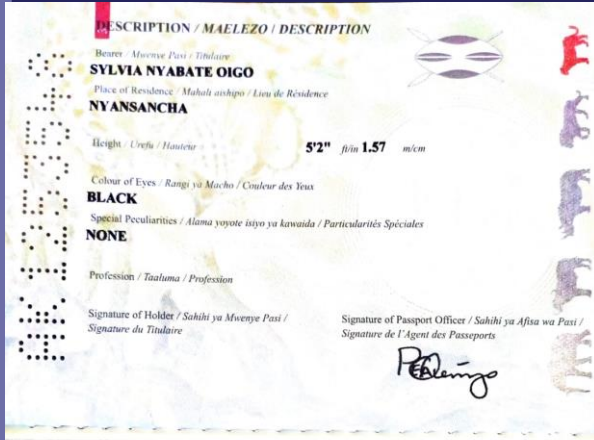 DESCRIPTION / MAELEZO / DESCRIPTION
Bearer / Mwenye Pasi / Titulaire
SYLVIA NYABATE OIGO
Place of Residence / Mahali aishipo / Lieu de Résidence
NYANSANCHA
Height / Urefu / Hauteur 5'2" ft/in 1.57 m/cm
Colour of Eyes / Rangi ya Macho / Couleur des Yeux
BLACK
Special Peculiarities / Alama yoyote isiyo ya kawaida / Particularités Spéciales
NONE
Profession / Taaluma / Profession
Signature of Holder / Sahihi ya Mwenye Pasi /
Signature du Titulaire
Signature of Passport Officer / Sahihi ya Afisa wa Pasi /
Signature de l'Agent des Passeports